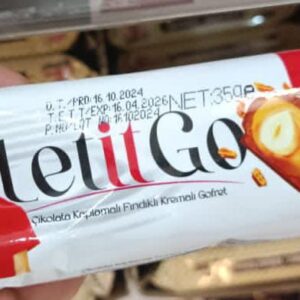 Ü.T./PRD:16.10.2024
T.E.T.T/EXP:16.04.2026
P.NO/LAT NO:16102024
NET:35g e
LetitGo
Çikolata Kaplamalı Fındıklı Kremalı Gofret